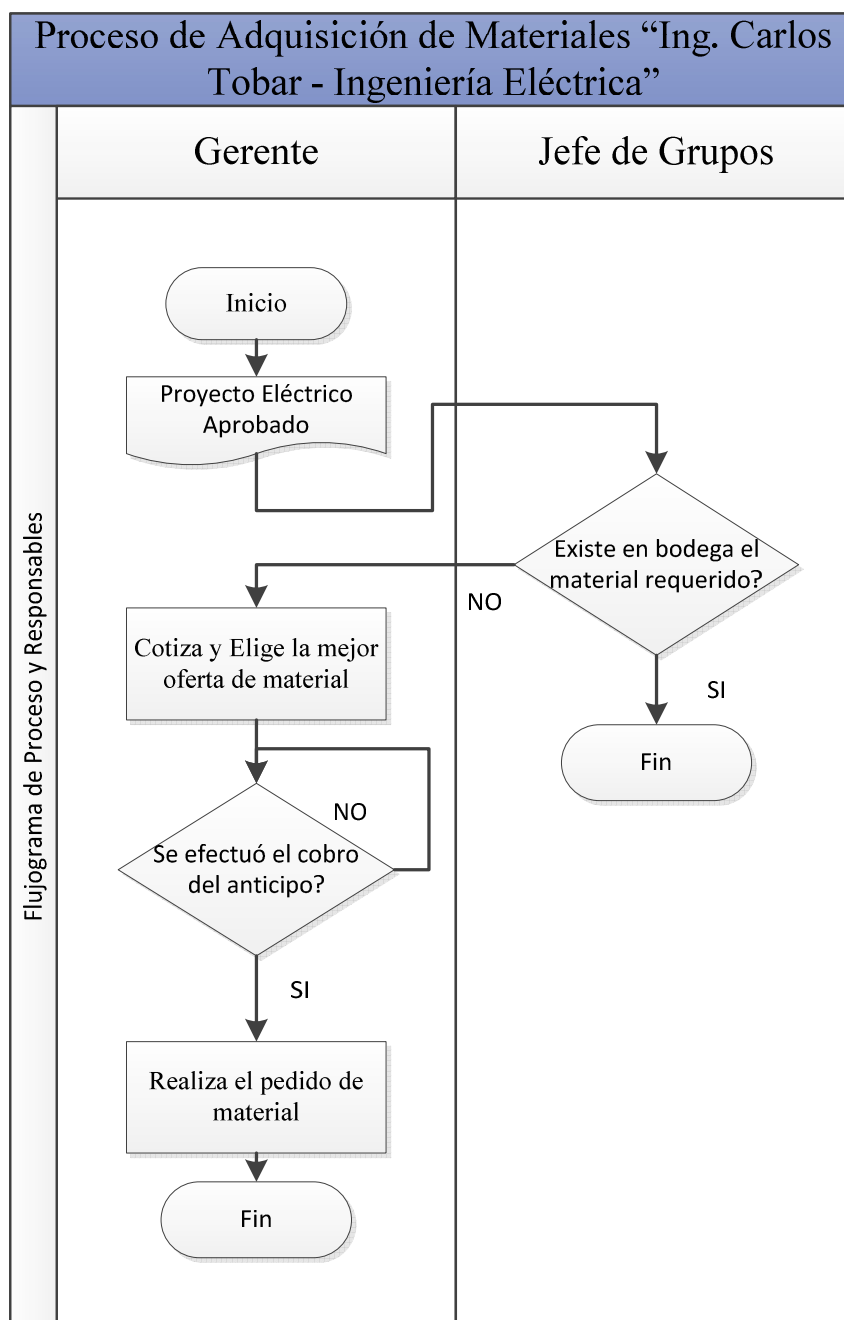 Proceso de Adquisición de Materiales “Ing. Carlos
Tobar - Ingeniería Eléctrica”
Gerente
Jefe de Grupos
Flujograma de Proceso y Responsables
Inicio
Proyecto Eléctrico
Aprobado
Existe en bodega el
material requerido?
NO
SI
Fin
Cotiza y Elige la mejor
oferta de material
NO
Se efectuó el cobro
del anticipo?
SI
Realiza el pedido de
material
Fin